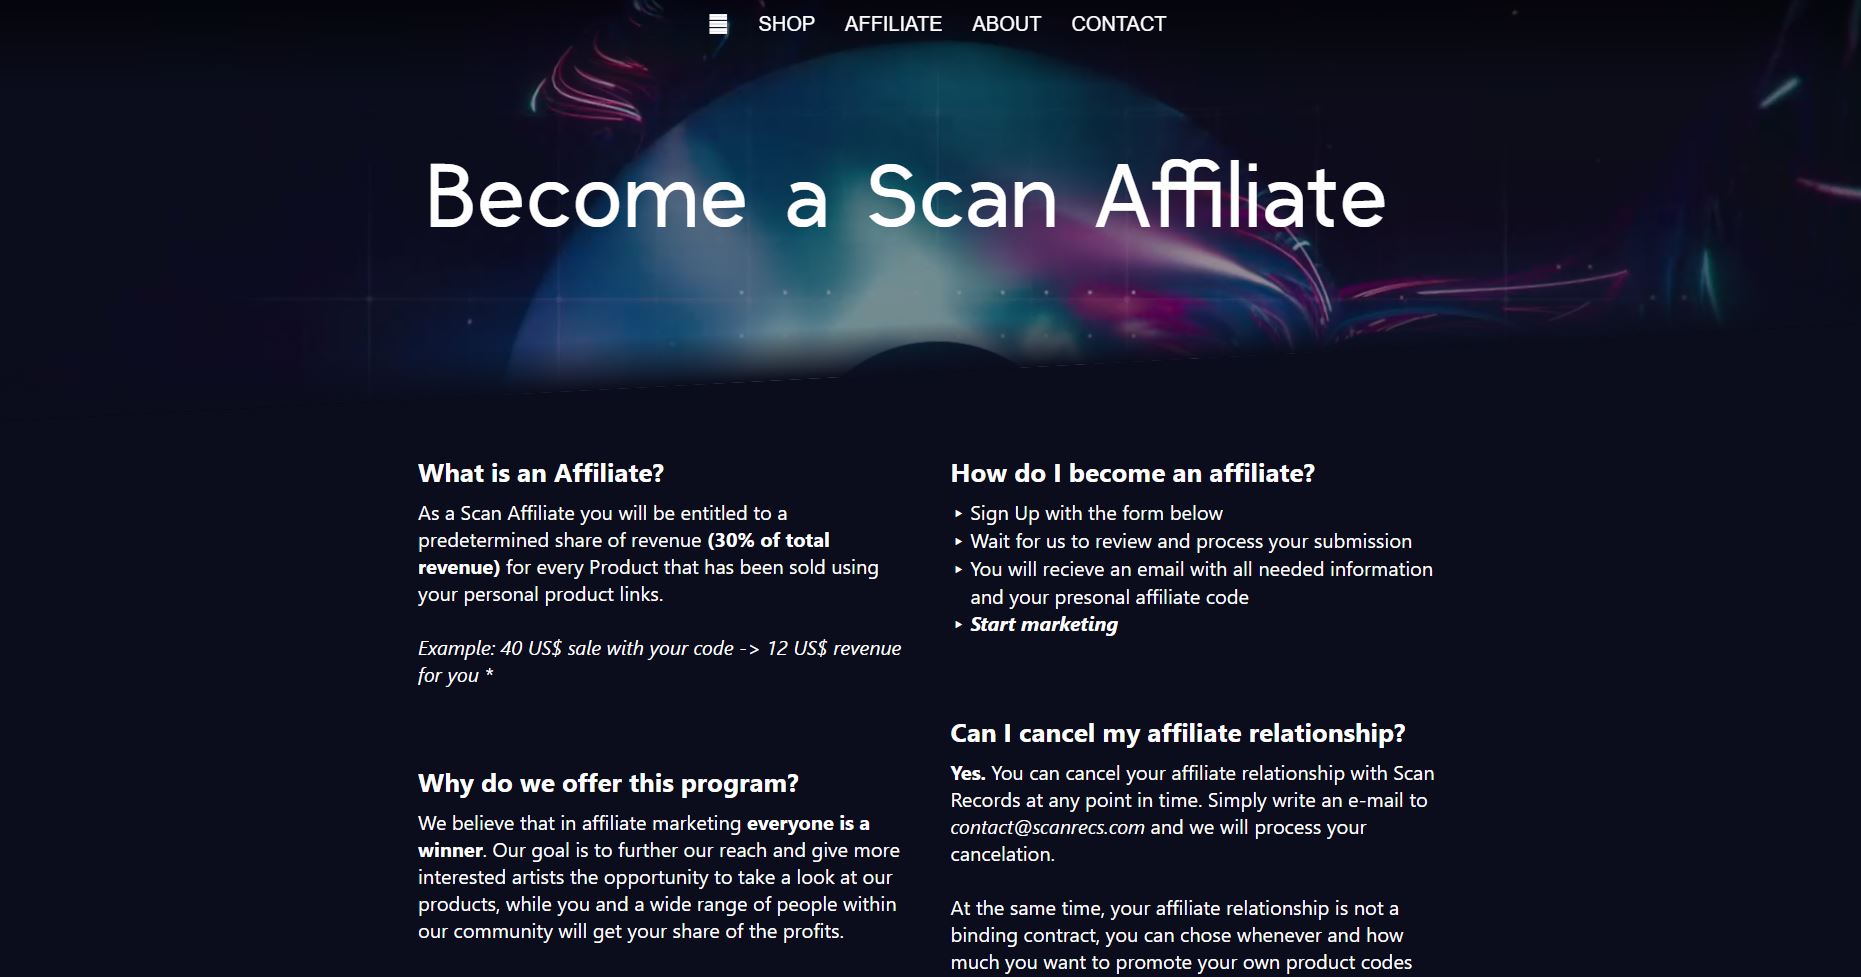 SHOP AFFILIATE ABOUT CONTACT
Become a Scan Affiliate
What is an Affiliate?
As a Scan Affiliate you will be entitled to a
predetermined share of revenue (30% of total
revenue) for every Product that has been sold using
your personal product links.
Example: 40 US$ sale with your code -> 12 US$ revenue
for you *
Why do we offer this program?
We believe that in affiliate marketing everyone is a
winner. Our goal is to further our reach and give more
interested artists the opportunity to take a look at our
products, while you and a wide range of people within
our community will get your share of the profits.
How do I become an affiliate?
‣ Sign Up with the form below
‣ Wait for us to review and process your submission
‣ You will recieve an email with all needed information
and your presonal affiliate code
‣ Start marketing
Can I cancel my affiliate relationship?
Yes. You can cancel your affiliate relationship with Scan
Records at any point in time. Simply write an e-mail to
contact@scanrecs.com and we will process your
cancelation.
At the same time, your affiliate relationship is not a
binding contract, you can chose whenever and how
much you want to promote your own product codes